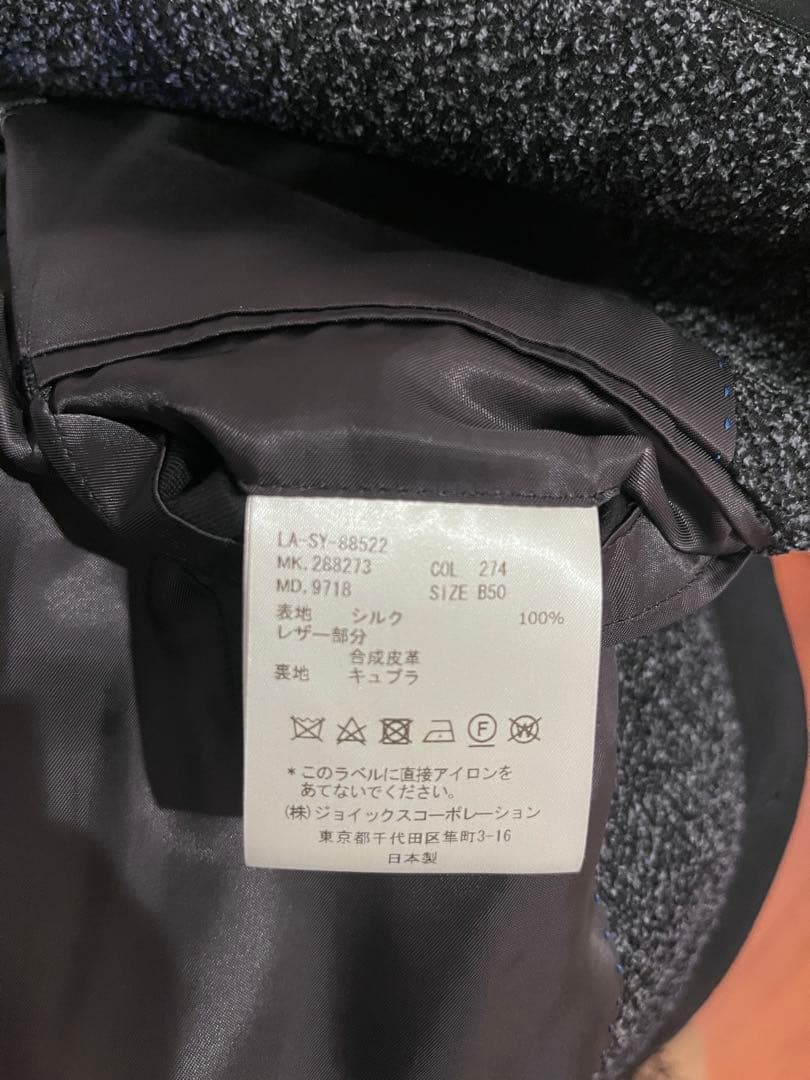 LA-SY-88522
MK.288273 COL 274
MD.9718 SIZE B50
表地 シルク 100%
レザー部分
合成皮革
裏地 キュプラ
F W
*このラベルに直接アイロンを
あてないでください。
(株)ジョイックスコーポレーション
東京都千代田区隼町3-16
日本製